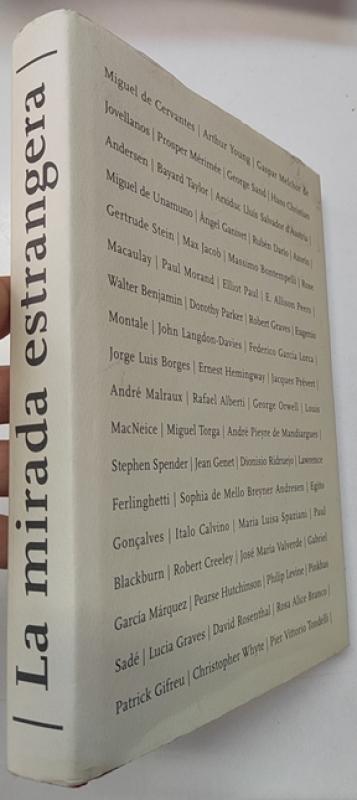 | La mirada estrangera |
Miguel de Cervantes | Arthur Young | Gaspar Melchor de
Jovellanos | Prosper Mérimée | George Sand | Hans Christian
Andersen | Bayard Taylor | Arxiduc Lluís Salvador d'Àustria |
Miguel de Unamuno | Ángel Ganivet | Rubén Darío | Azorín |
Gertrude Stein | Max Jacob | Massimo Bontempelli | Rose
Macaulay | Paul Morand | Elliot Paul | E. Allison Peers |
Walter Benjamin | Dorothy Parker | Robert Graves | Eugenio
Montale | John Langdon-Davies | Federico García Lorca |
Jorge Luis Borges | Ernest Hemingway | Jacques Prévert |
André Malraux | Rafael Alberti | George Orwell | Louis
MacNeice | Miguel Torga | André Pieyre de Mandiargues |
Stephen Spender | Jean Genet | Dionisio Ridruejo | Lawrence
Ferlinghetti | Sophia de Mello Breyner Andresen | Egito
Gonçalves | Italo Calvino | Maria Luisa Spaziani | Paul
Blackburn | Robert Creeley | José María Valverde | Gabriel
García Márquez | Pearse Hutchinson | Philip Levine | Pinkhas
Sadé | Lucia Graves | David Rosenthal | Rosa Alice Branco |
Patrick Gifreu | Christopher Whyte | Pier Vittorio Tondelli |